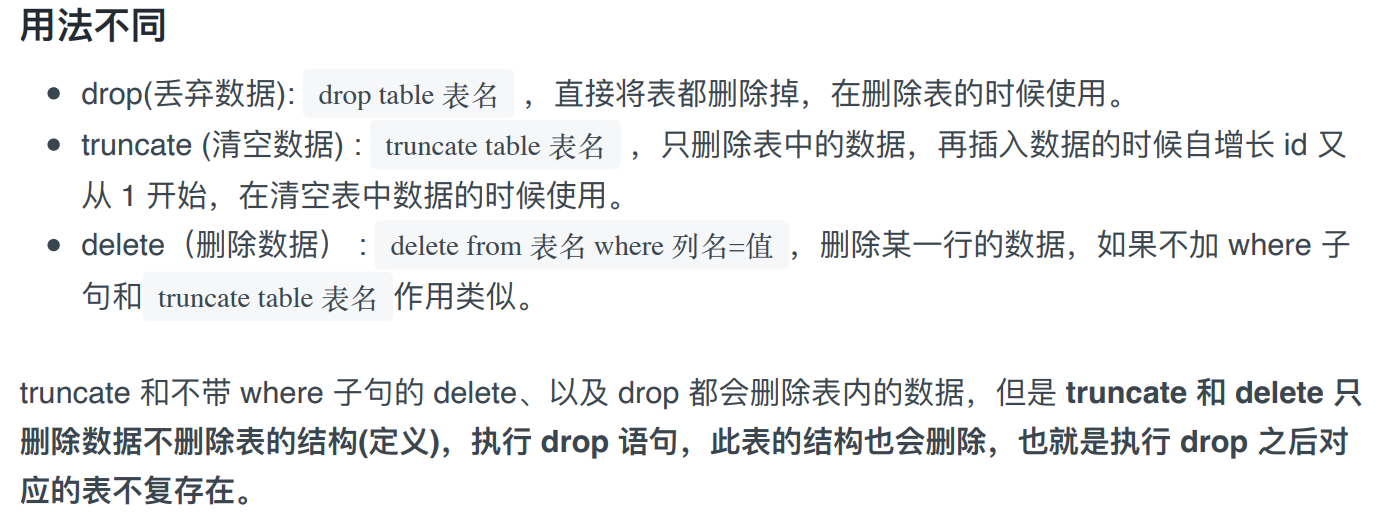 用法不同
drop(丢弃数据): drop table 表名 ，直接将表都删除掉，在删除表的时候使用。
truncate (清空数据) : truncate table 表名 ，只删除表中的数据，再插入数据的时候自增长 id 又
从 1 开始，在清空表中数据的时候使用。
delete（删除数据） : delete from 表名 where 列名=值，删除某一行的数据，如果不加 where 子
句和 truncate table 表名 作用类似。
truncate 和不带 where 子句的 delete、以及 drop 都会删除表内的数据，但是 truncate 和 delete 只
删除数据不删除表的结构(定义)，执行 drop 语句，此表的结构也会删除，也就是执行 drop 之后对
应的表不复存在。